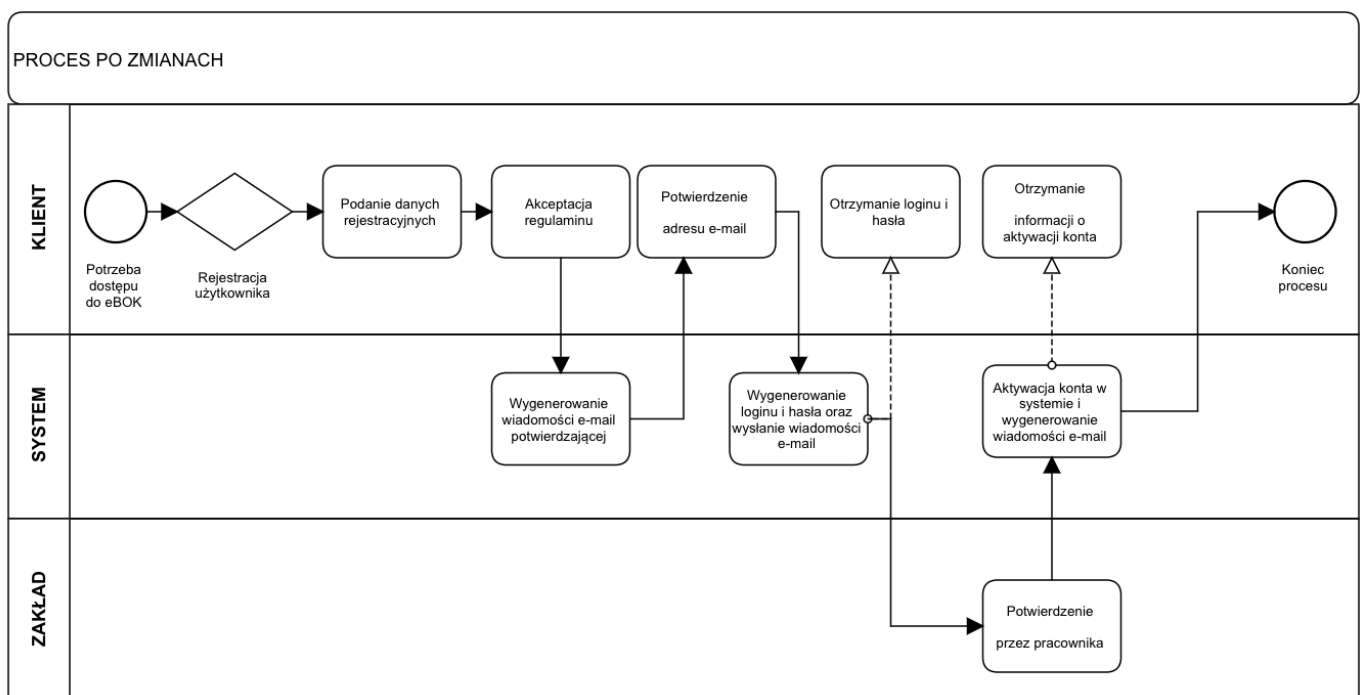 PROCES PO ZMIANACH
KLIENT
Potrzeba
dostępu
do eBOK
Rejestracja
użytkownika
Podanie danych
rejestracyjnych
Akceptacja
regulaminu
Potwierdzenie
adresu e-mail
Otrzymanie loginu i
hasła
Otrzymanie
informacji o
aktywacji konta
Koniec
procesu
SYSTEM
Wygenerowanie
wiadomości e-mail
potwierdzającej
Wygenerowanie
loginu i hasła oraz
wysłanie wiadomości
e-mail
Aktywacja konta w
systemie i
wygenerowanie
wiadomości e-mail
ZAKŁAD
Potwierdzenie
przez pracownika